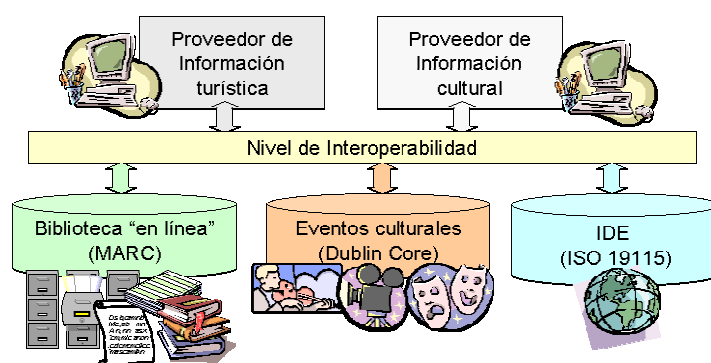 Proveedor de
Información
turística
Proveedor de
Información
cultural
Nivel de Interoperabilidad
Biblioteca “en línea”
(MARC)
Eventos culturales
(Dublin Core)
IDE
(ISO 19115)